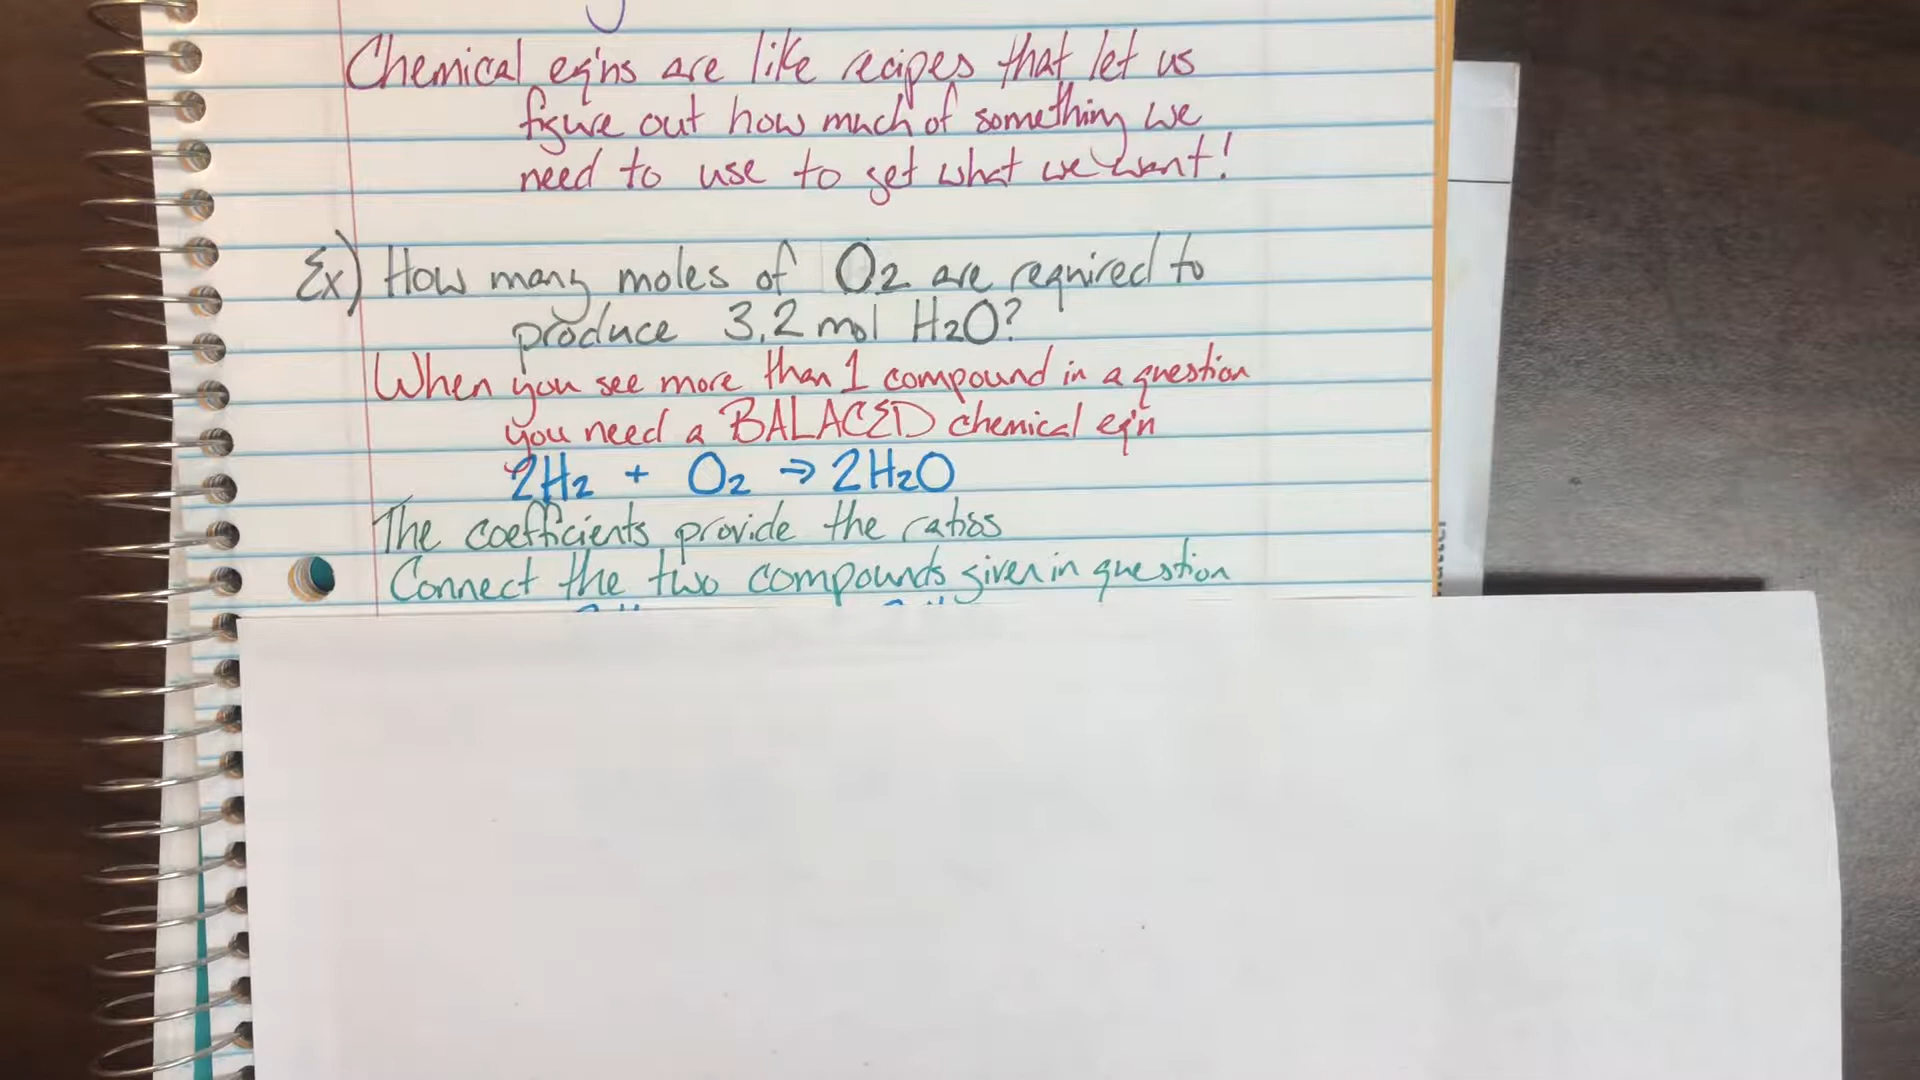 Chemical eq'ns are like recipes that let us
figure out how much of something we
need to use to get what we want!
Ex) How many moles of O2 are required to
produce 3.2 mol H2O?
When you see more than 1 compound in a question
you need a BALACED chemical eq'n
2H2 + O2 → 2H2O
The coefficients provide the ratios
Connect the two compounds given in question